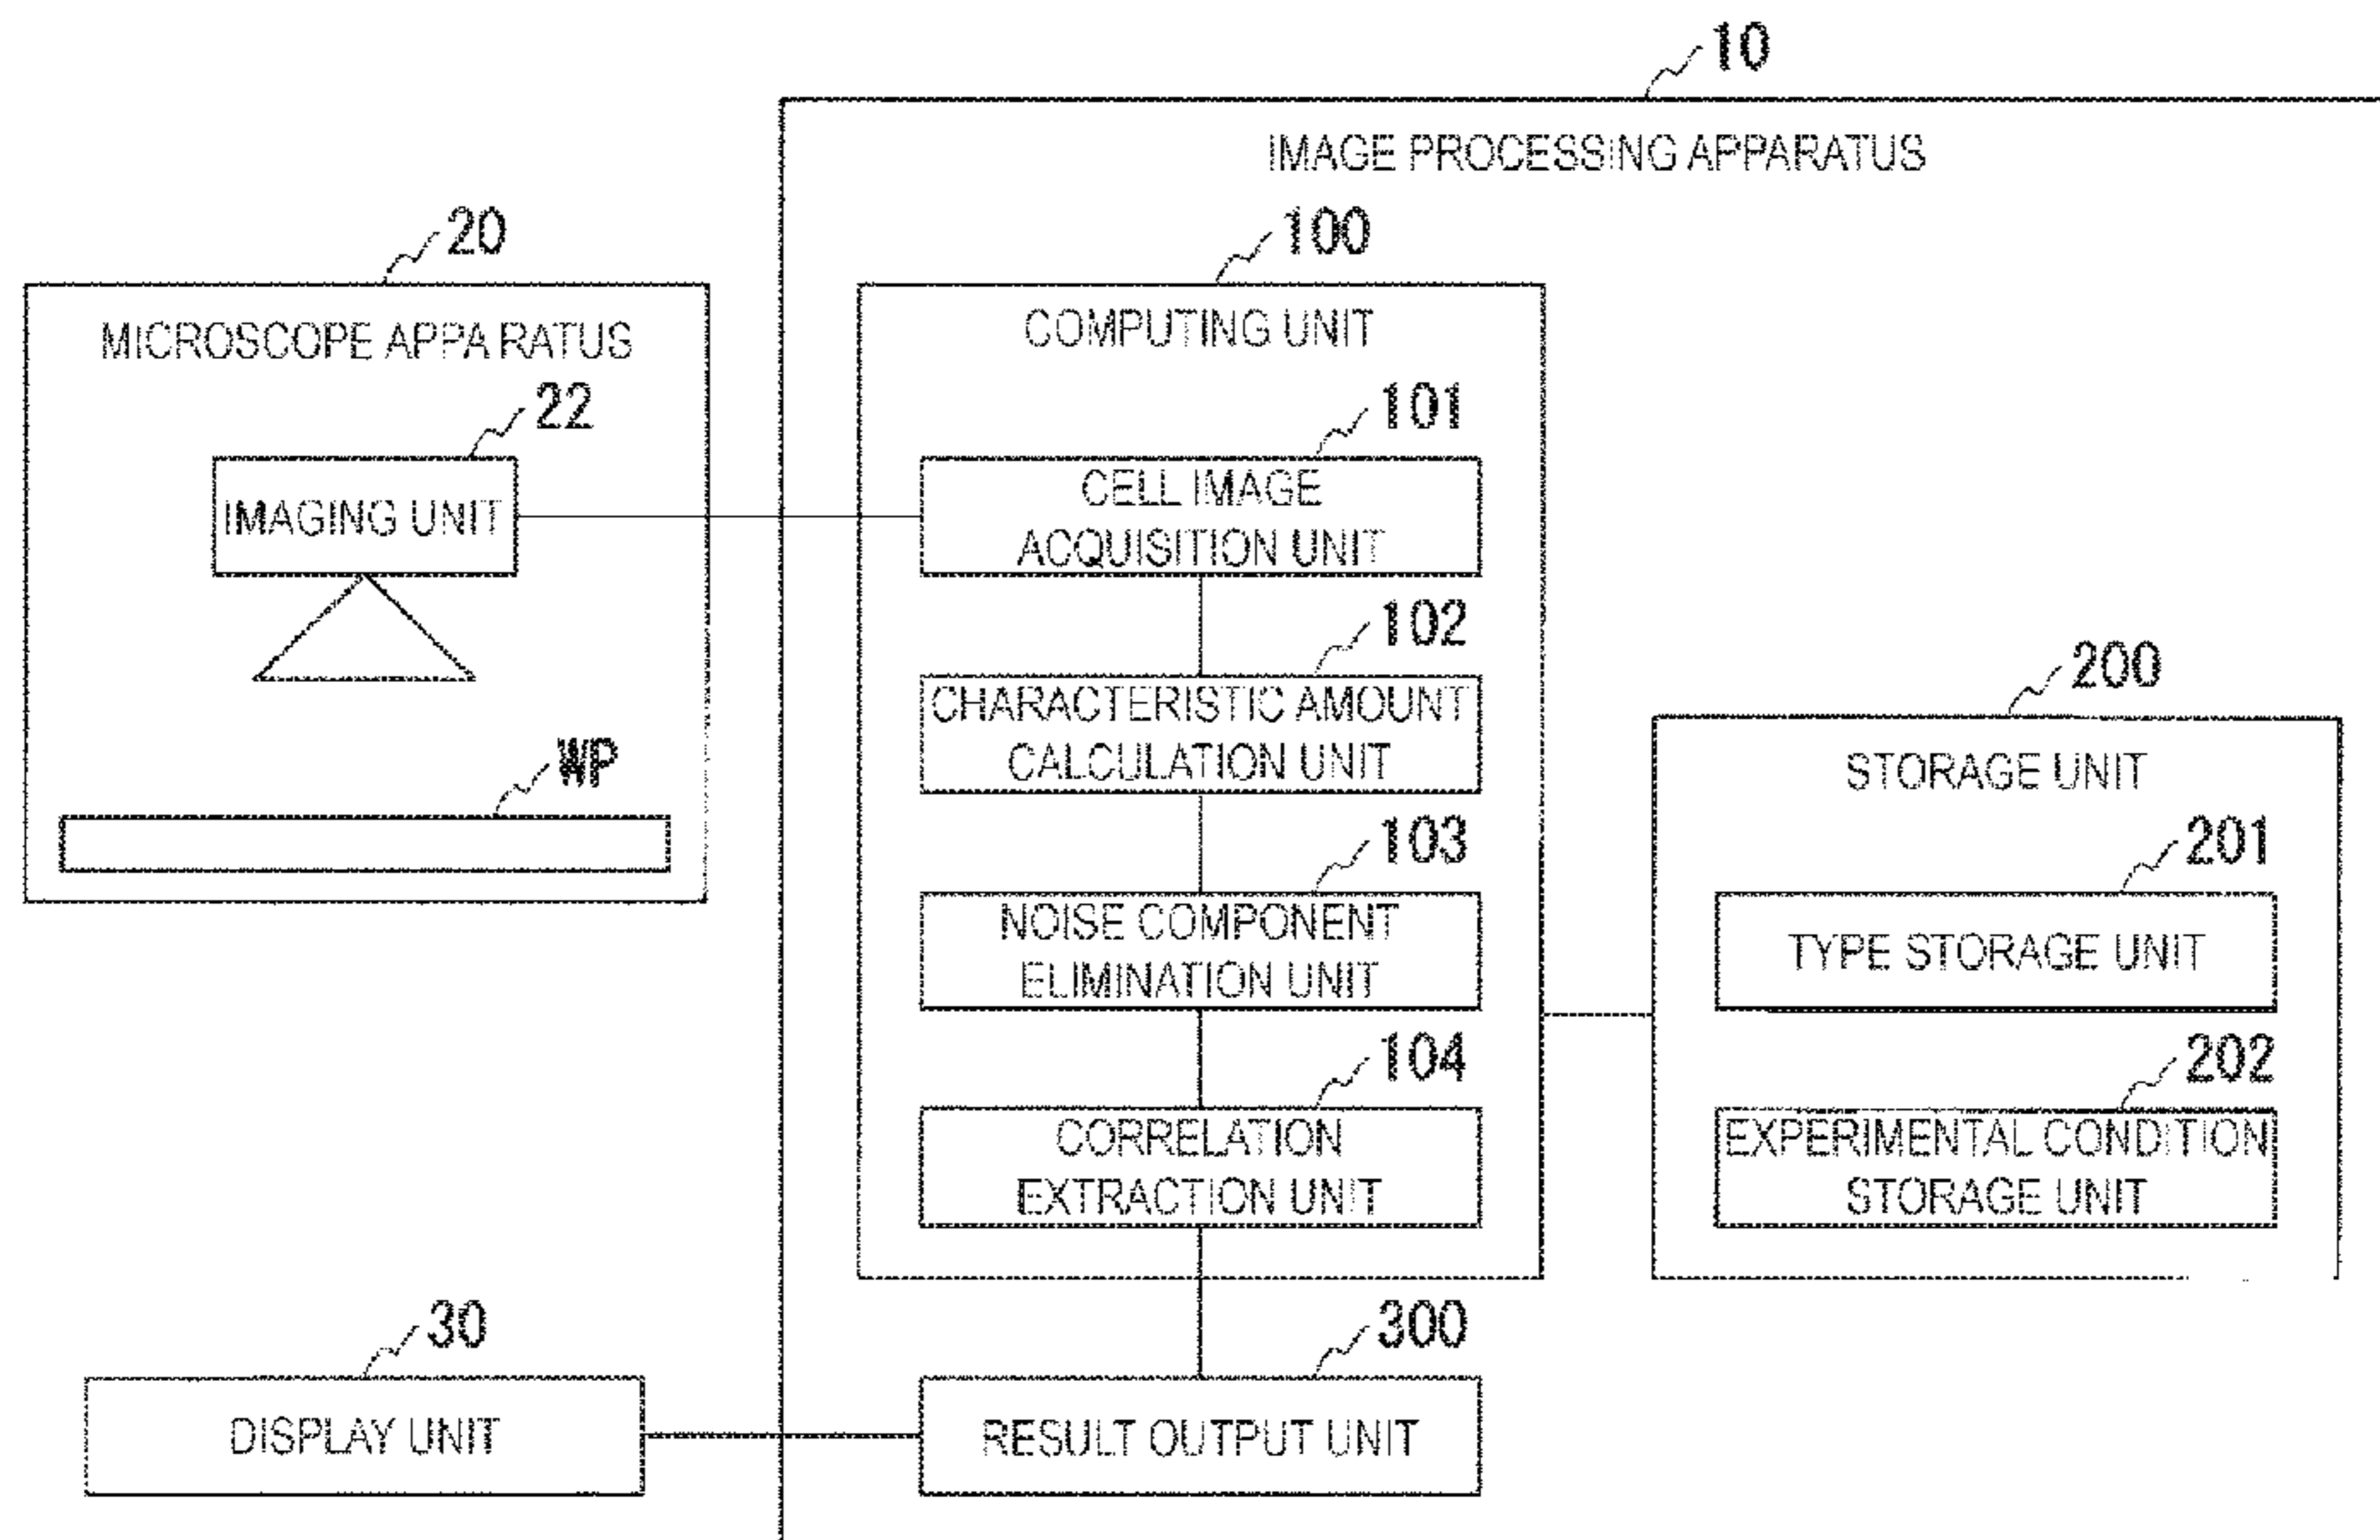 10
IMAGE PROCESSING APPARATUS
20
MICROSCOPE APPARATUS
22
IMAGING UNIT
WP
100
COMPUTING UNIT
101
CELL IMAGE
ACQUISITION UNIT
102
CHARACTERISTIC AMOUNT
CALCULATION UNIT
103
NOISE COMPONENT
ELIMINATION UNIT
104
CORRELATION
EXTRACTION UNIT
200
STORAGE UNIT
201
TYPE STORAGE UNIT
202
EXPERIMENTAL CONDITION
STORAGE UNIT
30
DISPLAY UNIT
300
RESULT OUTPUT UNIT